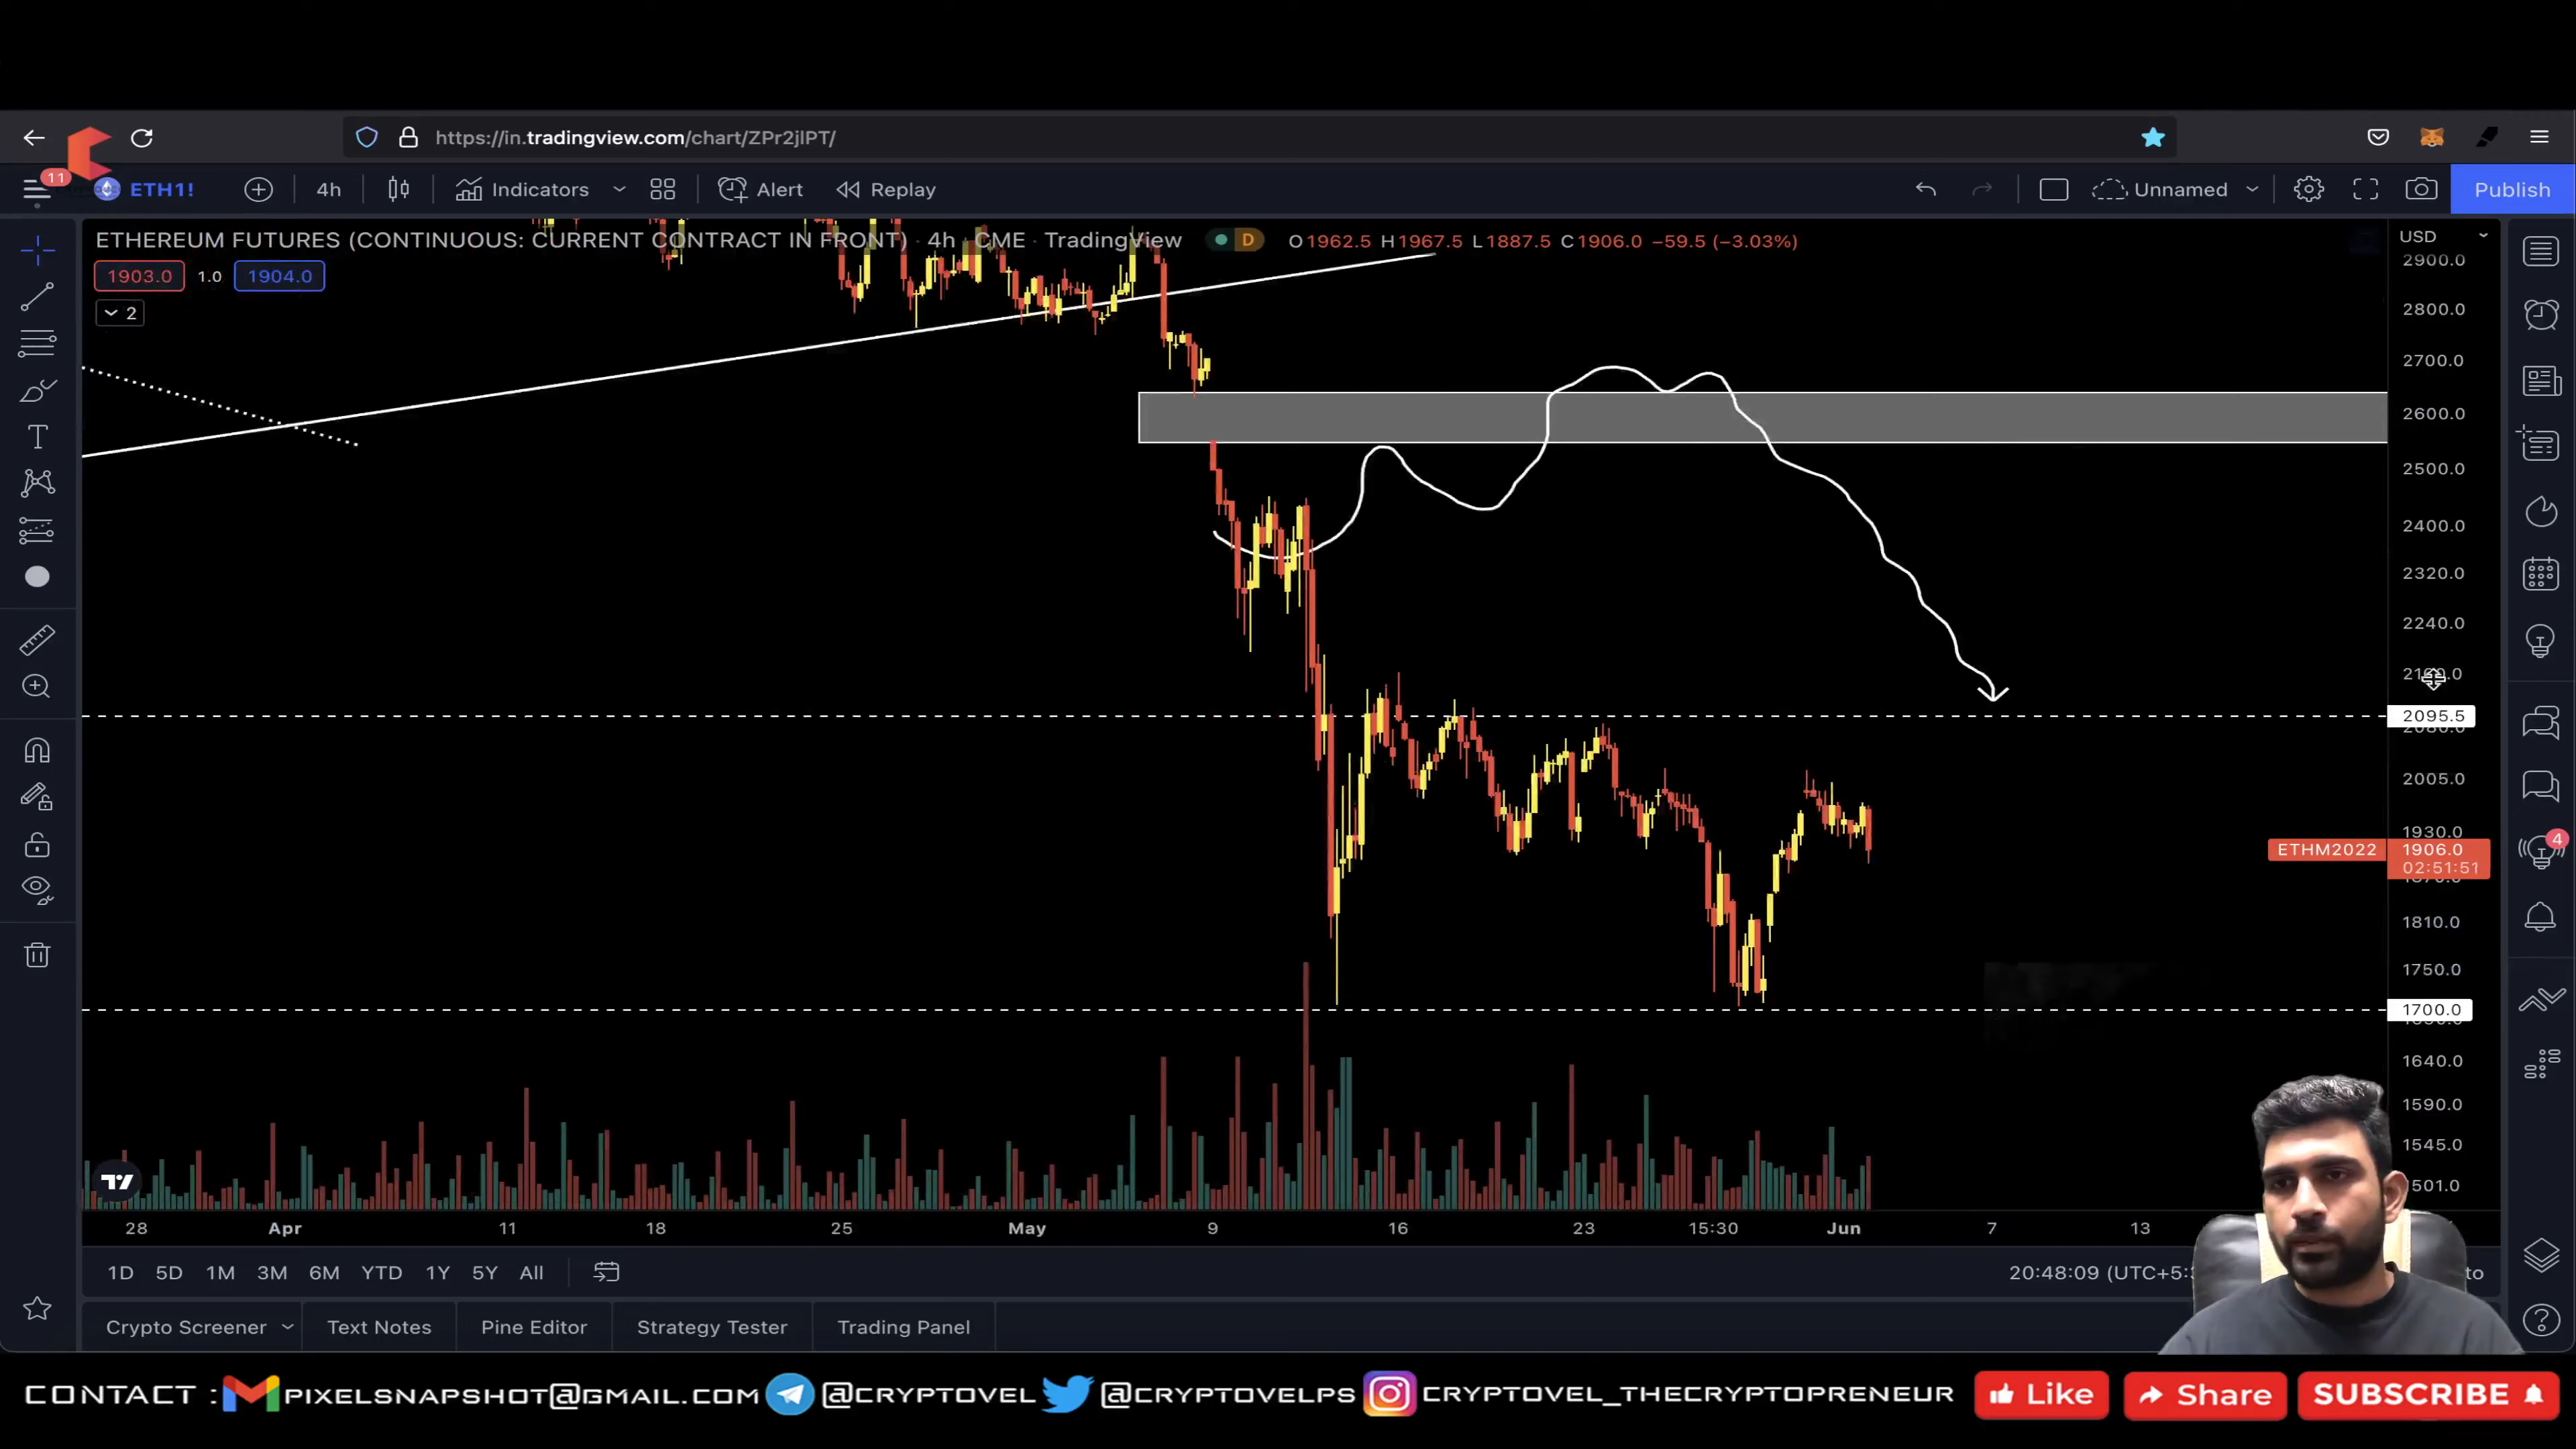 https://in.tradingview.com/chart/ZPr2jlPT/
11 ETH1! 4h Indicators Alert Replay Unnamed Publish
ETHEREUM FUTURES (CONTINUOUS: CURRENT CONTRACT IN FRONT) · 4h · CME · TradingView D O1962.5 H1967.5 L1887.5 C1906.0 −59.5 (−3.03%)
USD
1903.0 1.0 1904.0
2
2900.0
2800.0
2700.0
2600.0
2500.0
2400.0
2320.0
2240.0
2095.5
2080.0
2005.0
1930.0
ETHM2022 1906.0
02:51:51
4
1810.0
1750.0
1700.0
1640.0
1590.0
1545.0
1501.0
28 Apr 11 18 25 May 9 16 23 15:30 Jun 7 13
1D 5D 1M 3M 6M YTD 1Y 5Y All 20:48:09 (UTC+5:
Crypto Screener Text Notes Pine Editor Strategy Tester Trading Panel
CONTACT : PIXELSNAPSHOT@GMAIL.COM @CRYPTOVEL @CRYPTOVELPS CRYPTOVEL_THECRYPTOPRENEUR Like Share SUBSCRIBE